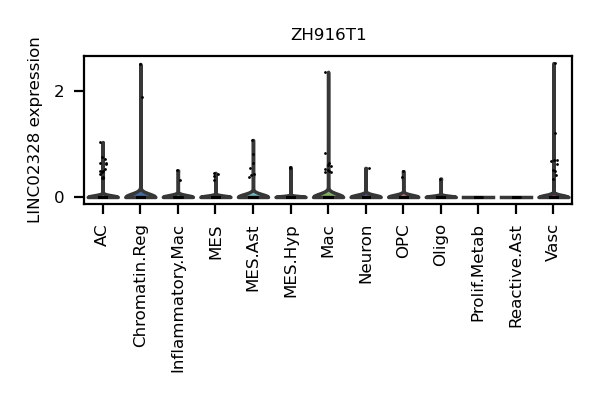 ZH916T1
LINC02328 expression
2
0
AC
Chromatin.Reg
Inflammatory.Mac
MES
MES.Ast
MES.Hyp
Mac
Neuron
OPC
Oligo
Prolif.Metab
Reactive.Ast
Vasc